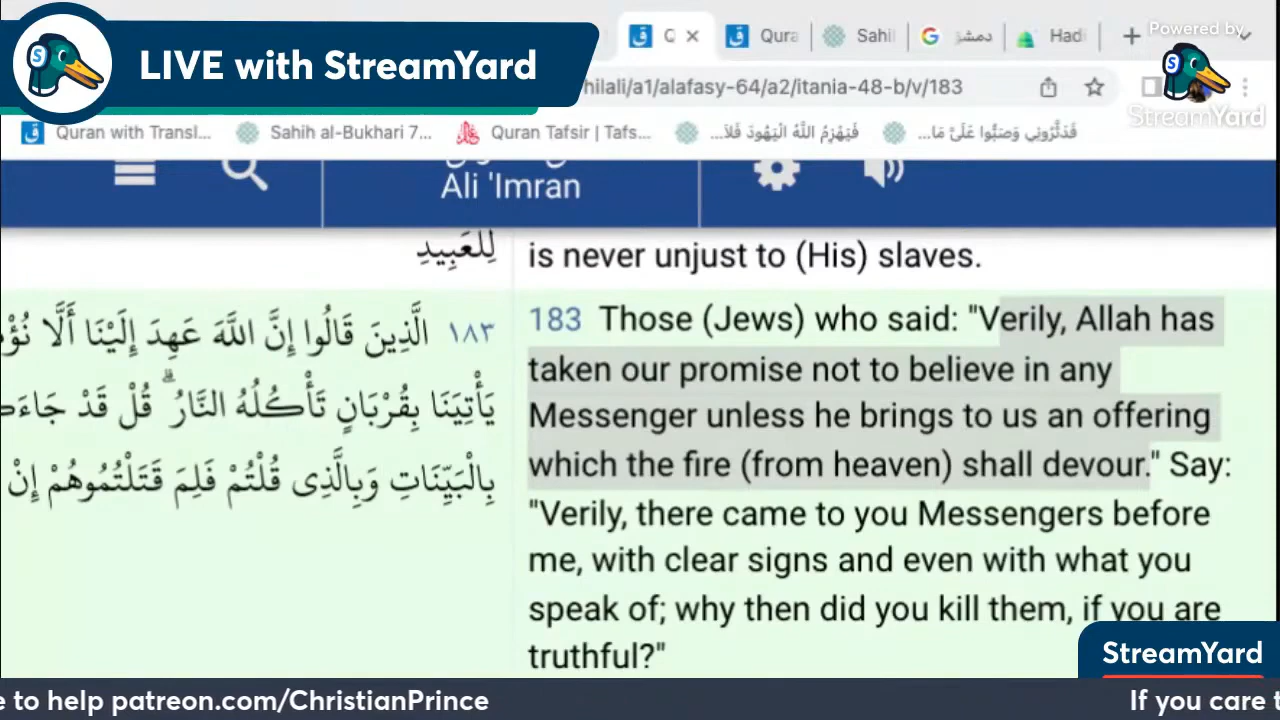 LIVE with StreamYard
Qura
Sahil
دمشق
Hadi
Powered by
StreamYard
hilali/a1/alafasy-64/a2/itania-48-b/v/183
Quran with Transl...
Sahih al-Bukhari 7...
Quran Tafsir | Tafs...
فَيَهْزِمُ اللَّهُ الْيَهُودَ فَلاَ...
فَدَثَّرُونِي وَصَبُّوا عَلَىَّ مَا...
Ali 'Imran
لِلْعَبِيدِ
is never unjust to (His) slaves.
١٨٣ الَّذِينَ قَالُوا إِنَّ اللَّهَ عَهِدَ إِلَيْنَا أَلَّا
يَأْتِيَنَا بِقُرْبَانٍ تَأْكُلُهُ النَّارُ ۗ قُلْ قَدْ
بِالْبَيِّنَاتِ وَبِالَّذِى قُلْتُمْ فَلِمَ قَتَلْتُمُوهُمْ إِنْ
183 Those (Jews) who said: "Verily, Allah has
taken our promise not to believe in any
Messenger unless he brings to us an offering
which the fire (from heaven) shall devour." Say:
"Verily, there came to you Messengers before
me, with clear signs and even with what you
speak of; why then did you kill them, if you are
truthful?"
StreamYard
e to help patreon.com/ChristianPrince
If you care t